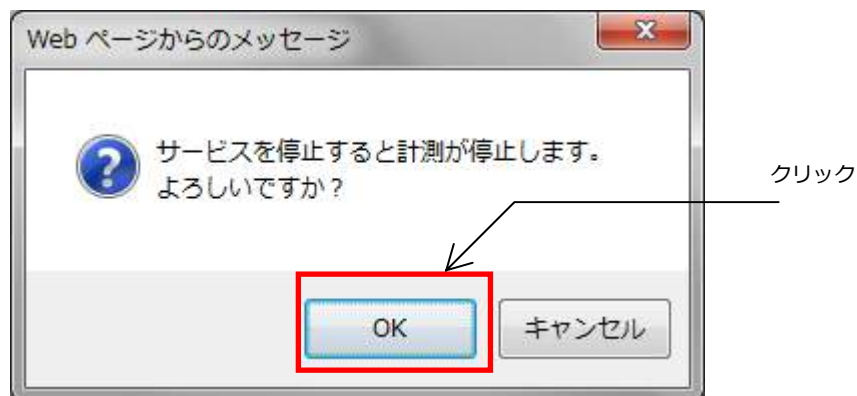 Web ページからのメッセージ
サービスを停止すると計測が停止します。
よろしいですか？
クリック
OK
キャンセル